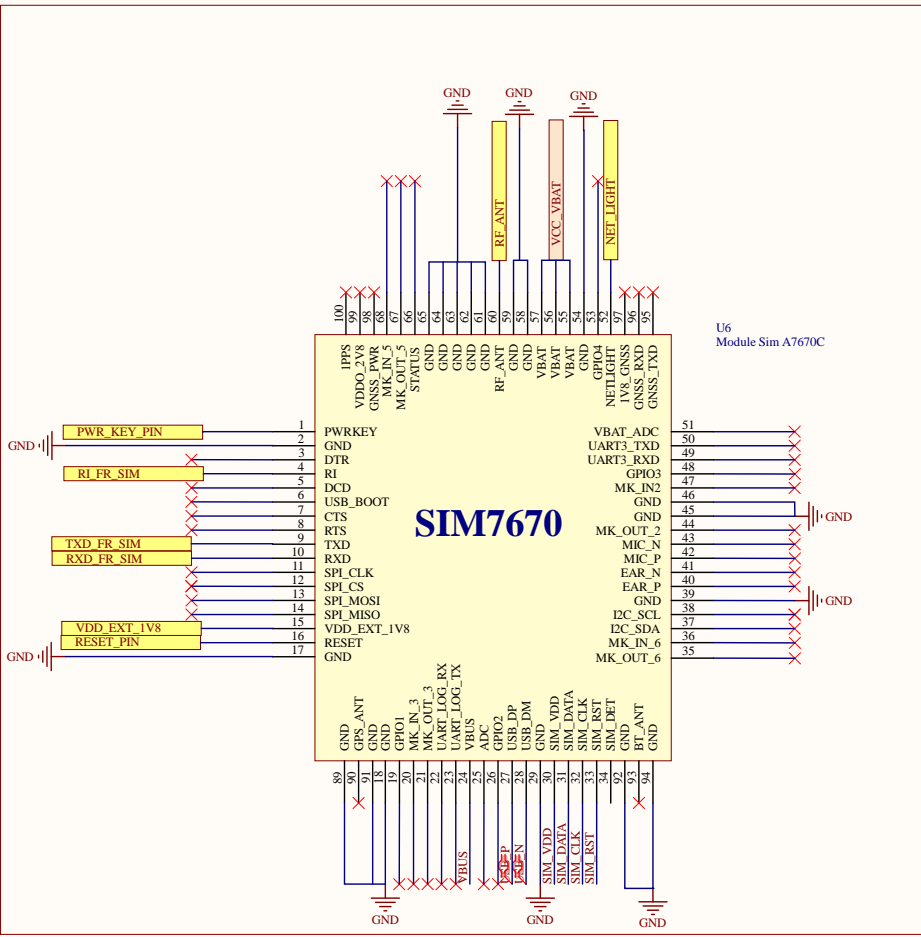 GND GND GND
RF_ANT
VCC_VBAT
NET_LIGHT
100 99 98 68 67 66 65 64 63 62 61 60 59 58 57 56 55 54 53 52 97 96 95
1PPS
VDDO_2V8
GNSS_PWR
MK_IN_5
MK_OUT_5
STATUS
GND
GND
GND
GND
GND
RF_ANT
GND
GND
VBAT
VBAT
VBAT
GND
GPIO4
NETLIGHT
1V8_GNSS
GNSS_RXD
GNSS_TXD
U6
Module Sim A7670C
PWR_KEY_PIN 1 PWRKEY
GND 2 GND
3 DTR
RI_FR_SIM 4 RI
5 DCD
6 USB_BOOT
7 CTS
8 RTS
TXD_FR_SIM 9 TXD
RXD_FR_SIM 10 RXD
11 SPI_CLK
12 SPI_CS
13 SPI_MOSI
14 SPI_MISO
VDD_EXT_1V8 15 VDD_EXT_1V8
RESET_PIN 16 RESET
GND 17 GND
SIM7670
VBAT_ADC 51
UART3_TXD 50
UART3_RXD 49
GPIO3 48
MK_IN2 47
GND 46
GND 45 GND
MK_OUT_2 44
MIC_N 43
MIC_P 42
EAR_N 41
EAR_P 40
GND 39 GND
I2C_SCL 38
I2C_SDA 37
MK_IN_6 36
MK_OUT_6 35
GND
GPS_ANT
GND
GND
GPIO1
MK_IN_3
MK_OUT_3
UART_LOG_RX
UART_LOG_TX
VBUS
ADC
GPIO2
USB_DP
USB_DM
GND
SIM_VDD
SIM_DATA
SIM_CLK
SIM_RST
SIM_DET
GND
BT_ANT
GND
89 90 91 18 19 20 21 22 23 24 25 26 27 28 29 30 31 32 33 34 92 93 94
VBUS
SIM_VDD
SIM_DATA
SIM_CLK
SIM_RST
GND GND GND